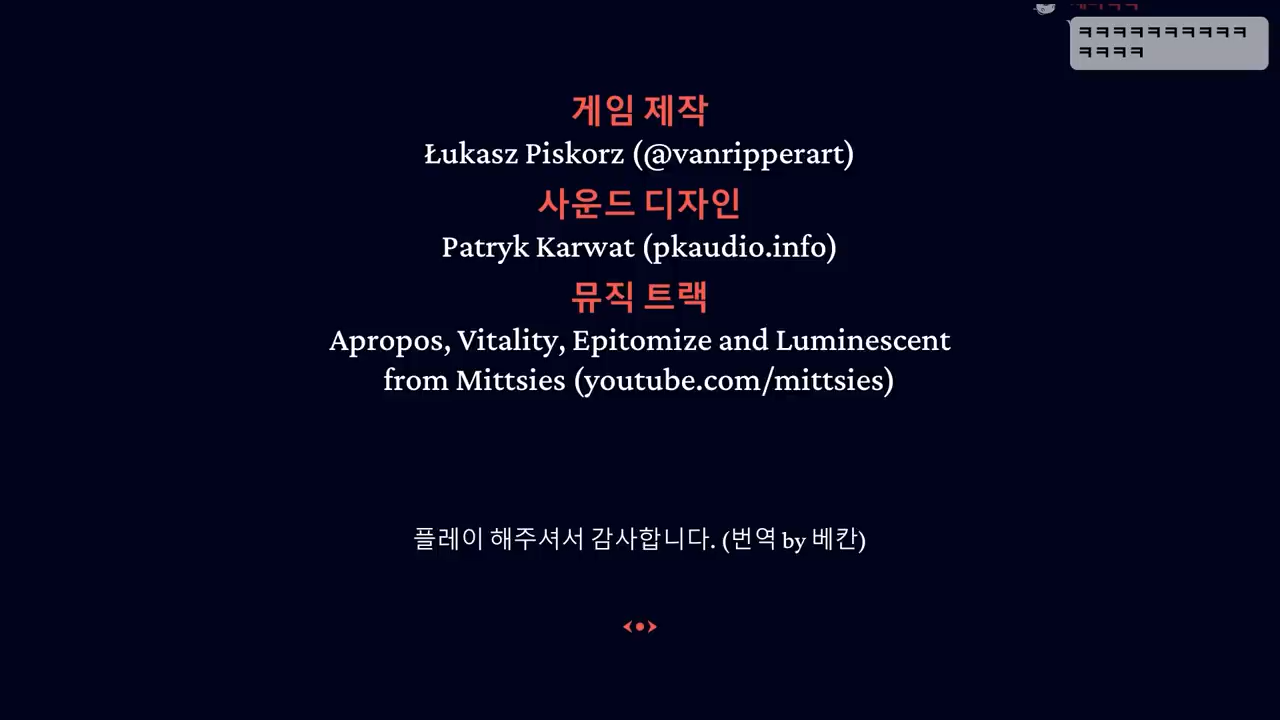 ㅋㅋㅋㅋㅋㅋㅋㅋㅋㅋ
ㅋㅋㅋㅋ
게임 제작
Łukasz Piskorz (@vanripperart)
사운드 디자인
Patryk Karwat (pkaudio.info)
뮤직 트랙
Apropos, Vitality, Epitomize and Luminescent
from Mittsies (youtube.com/mittsies)
플레이 해주셔서 감사합니다. (번역 by 베칸)